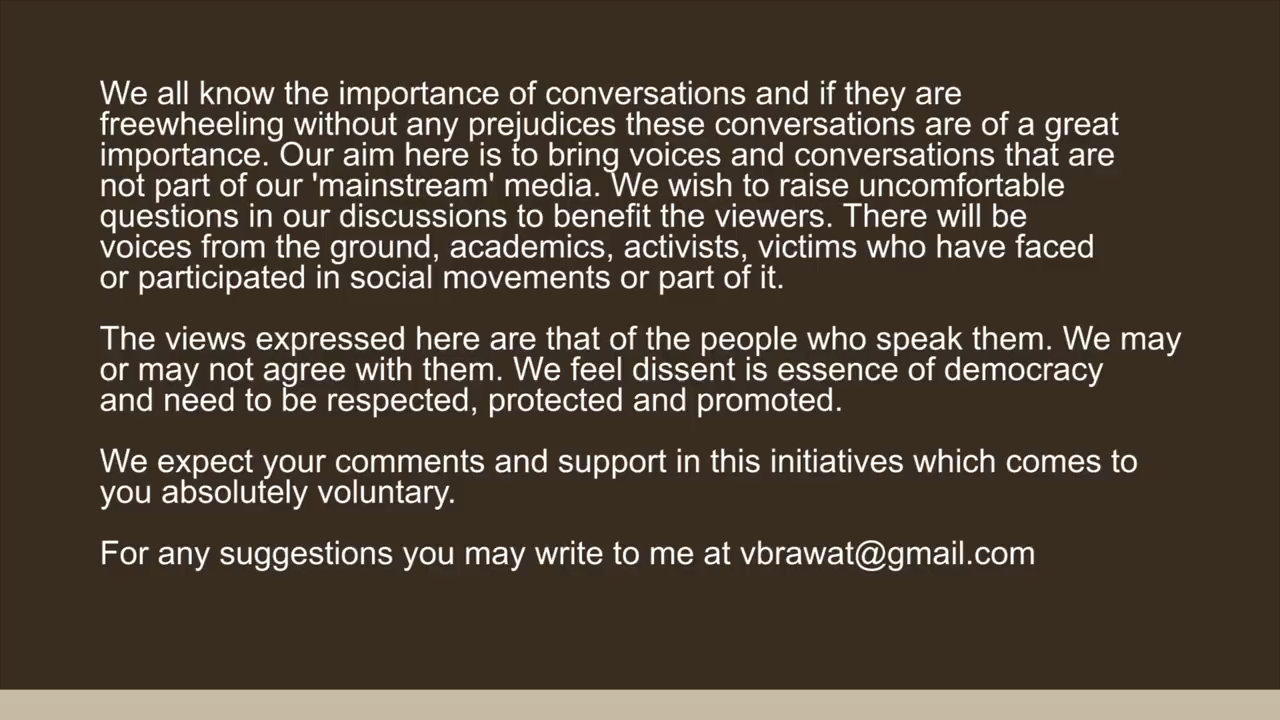 We all know the importance of conversations and if they are
freewheeling without any prejudices these conversations are of a great
importance. Our aim here is to bring voices and conversations that are
not part of our 'mainstream' media. We wish to raise uncomfortable
questions in our discussions to benefit the viewers. There will be
voices from the ground, academics, activists, victims who have faced
or participated in social movements or part of it.
The views expressed here are that of the people who speak them. We may
or may not agree with them. We feel dissent is essence of democracy
and need to be respected, protected and promoted.
We expect your comments and support in this initiatives which comes to
you absolutely voluntary.
For any suggestions you may write to me at vbrawat@gmail.com